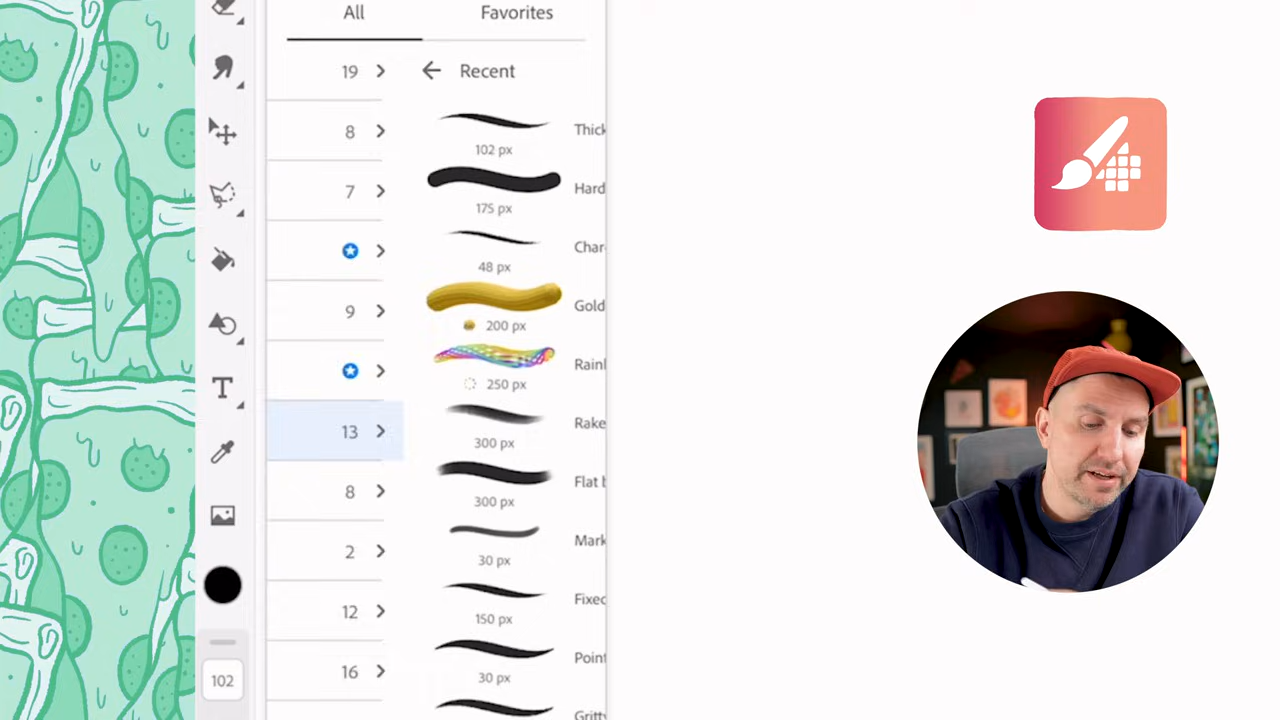 All
Favorites
19
Recent
8
Thick
102 px
7
Hard
175 px
Char
48 px
9
Gold
200 px
Rain
250 px
13
Rake
300 px
8
Flat b
300 px
2
Mark
30 px
12
Fixed
150 px
16
Point
30 px
Gritty
T
102